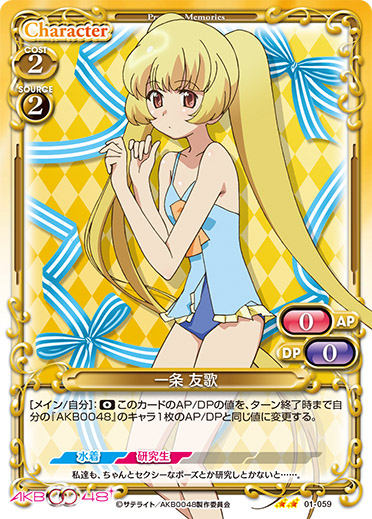 Precious Memories
Character
COST
2
SOURCE
2
0 AP
DP 0
一条 友歌
[メイン/自分]:0このカードのAP/DPの値を、ターン終了時まで自
分の「AKB0048」のキャラ1枚のAP/DPと同じ値に変更する。
水着 研究生
私達も、ちゃんとセクシーなポーズとか研究しとかないと……。
AKB0048
©サテライト/AKB0048製作委員会
01-059